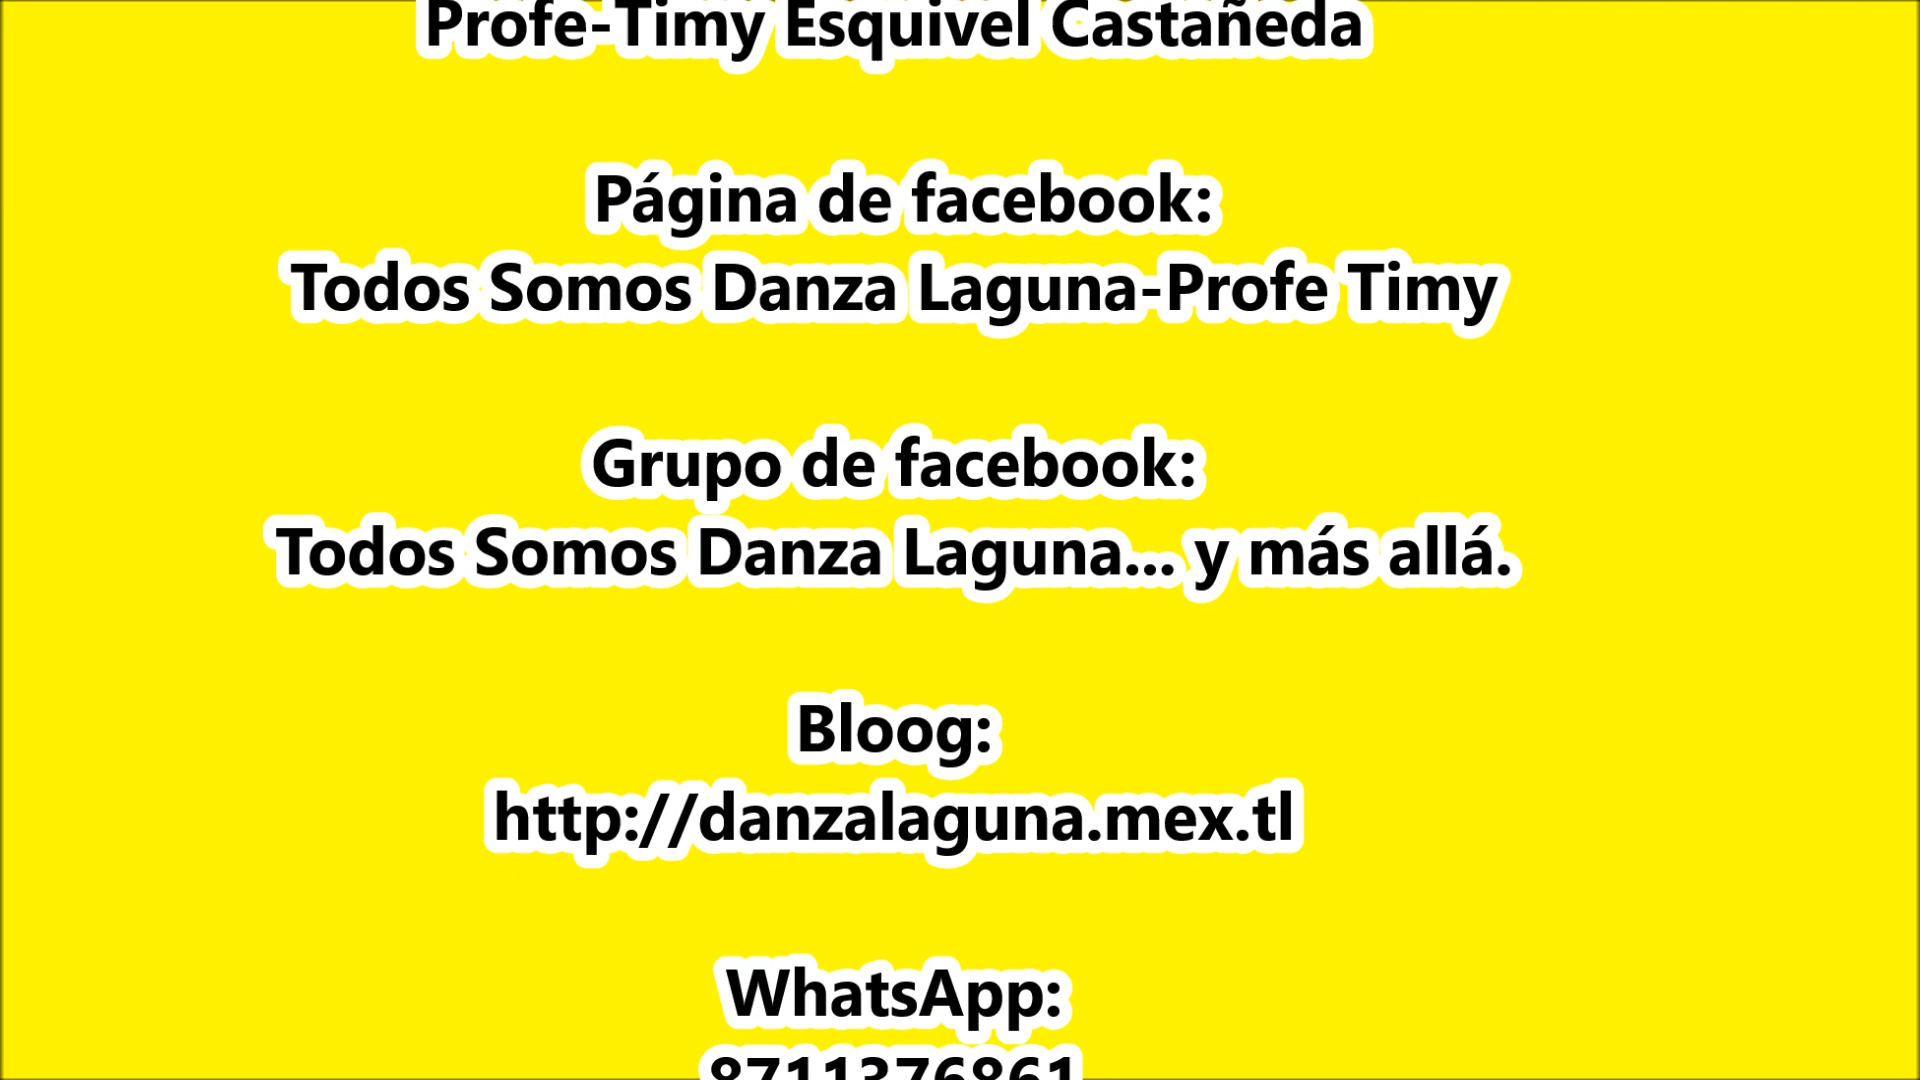 Profe-Timy Esquivel Castañeda
Página de facebook:
Todos Somos Danza Laguna-Profe Timy
Grupo de facebook:
Todos Somos Danza Laguna... y más allá.
Bloog:
http://danzalaguna.mex.tl
WhatsApp:
8711376861